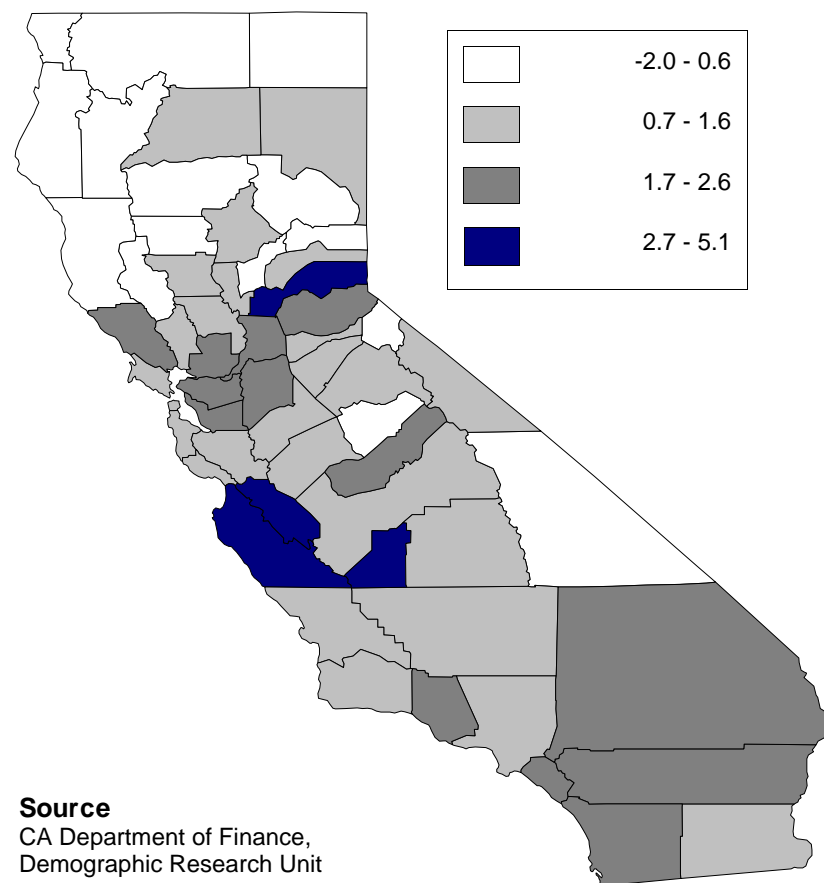 -2.0 - 0.6
0.7 - 1.6
1.7 - 2.6
2.7 - 5.1
Source
CA Department of Finance,
Demographic Research Unit